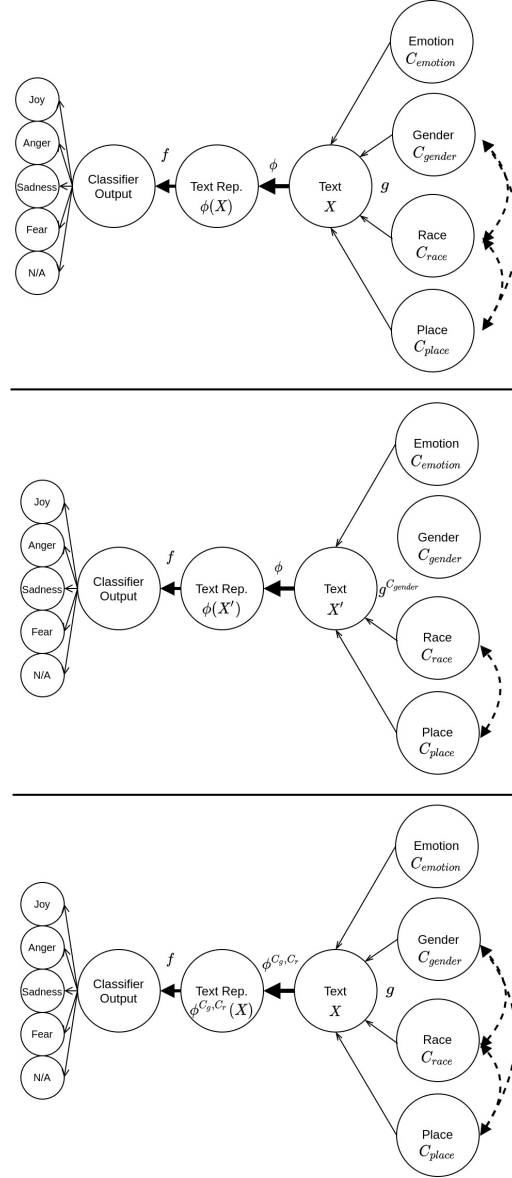 Emotion
C_emotion
Joy
Gender
C_gender
Anger
f
ϕ
Classifier
Output
Text Rep.
ϕ(X)
Text
X
g
Sadness
Fear
Race
C_race
N/A
Place
C_place
Emotion
C_emotion
Joy
Gender
C_gender
Anger
f
ϕ
Classifier
Output
Text Rep.
ϕ(X′)
Text
X′
g^C_gender
Sadness
Fear
Race
C_race
N/A
Place
C_place
Emotion
C_emotion
Joy
Gender
C_gender
Anger
f
ϕ^C_g,C_r
Classifier
Output
Text Rep.
ϕ^C_g,C_r(X)
Text
X
g
Sadness
Fear
Race
C_race
N/A
Place
C_place